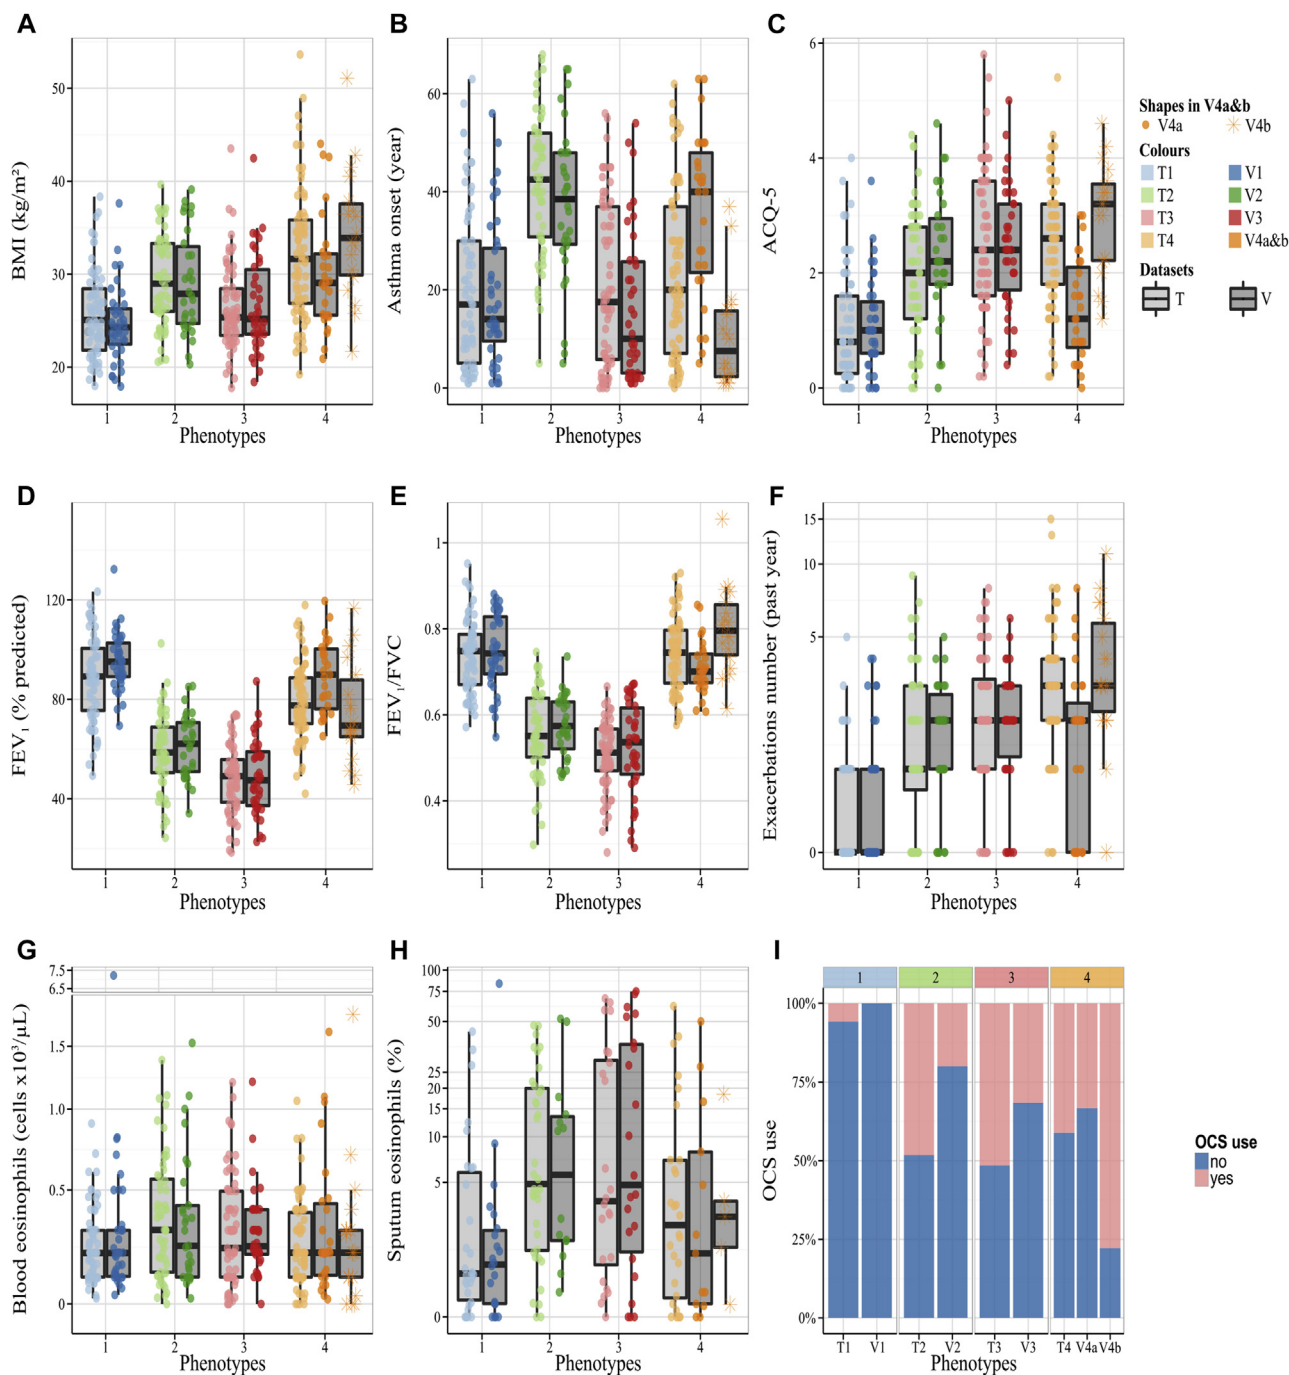 A
BMI (kg/m²)
50
40
30
20
1 2 3 4
Phenotypes
B
Asthma onset (year)
60
40
20
0
1 2 3 4
Phenotypes
C
ACQ-5
6
4
2
0
1 2 3 4
Phenotypes
Shapes in V4a&b
V4a V4b
Colours
T1 V1
T2 V2
T3 V3
T4 V4a&b
Datasets
T V
D
FEV₁ (% predicted)
120
80
40
1 2 3 4
Phenotypes
E
FEV₁/FVC
1
0.8
0.6
0.4
1 2 3 4
Phenotypes
F
Exacerbations number (past year)
15
10
5
0
1 2 3 4
Phenotypes
G
Blood eosinophils (cells x10³/µL)
7.5
6.5
1.5
1.0
0.5
0
1 2 3 4
Phenotypes
H
Sputum eosinophils (%)
100
75
50
25
20
15
10
5
0
1 2 3 4
Phenotypes
I
OCS use
1 2 3 4
100%
75%
50%
25%
0%
T1 V1 T2 V2 T3 V3 T4 V4a V4b
Phenotypes
OCS use
no
yes